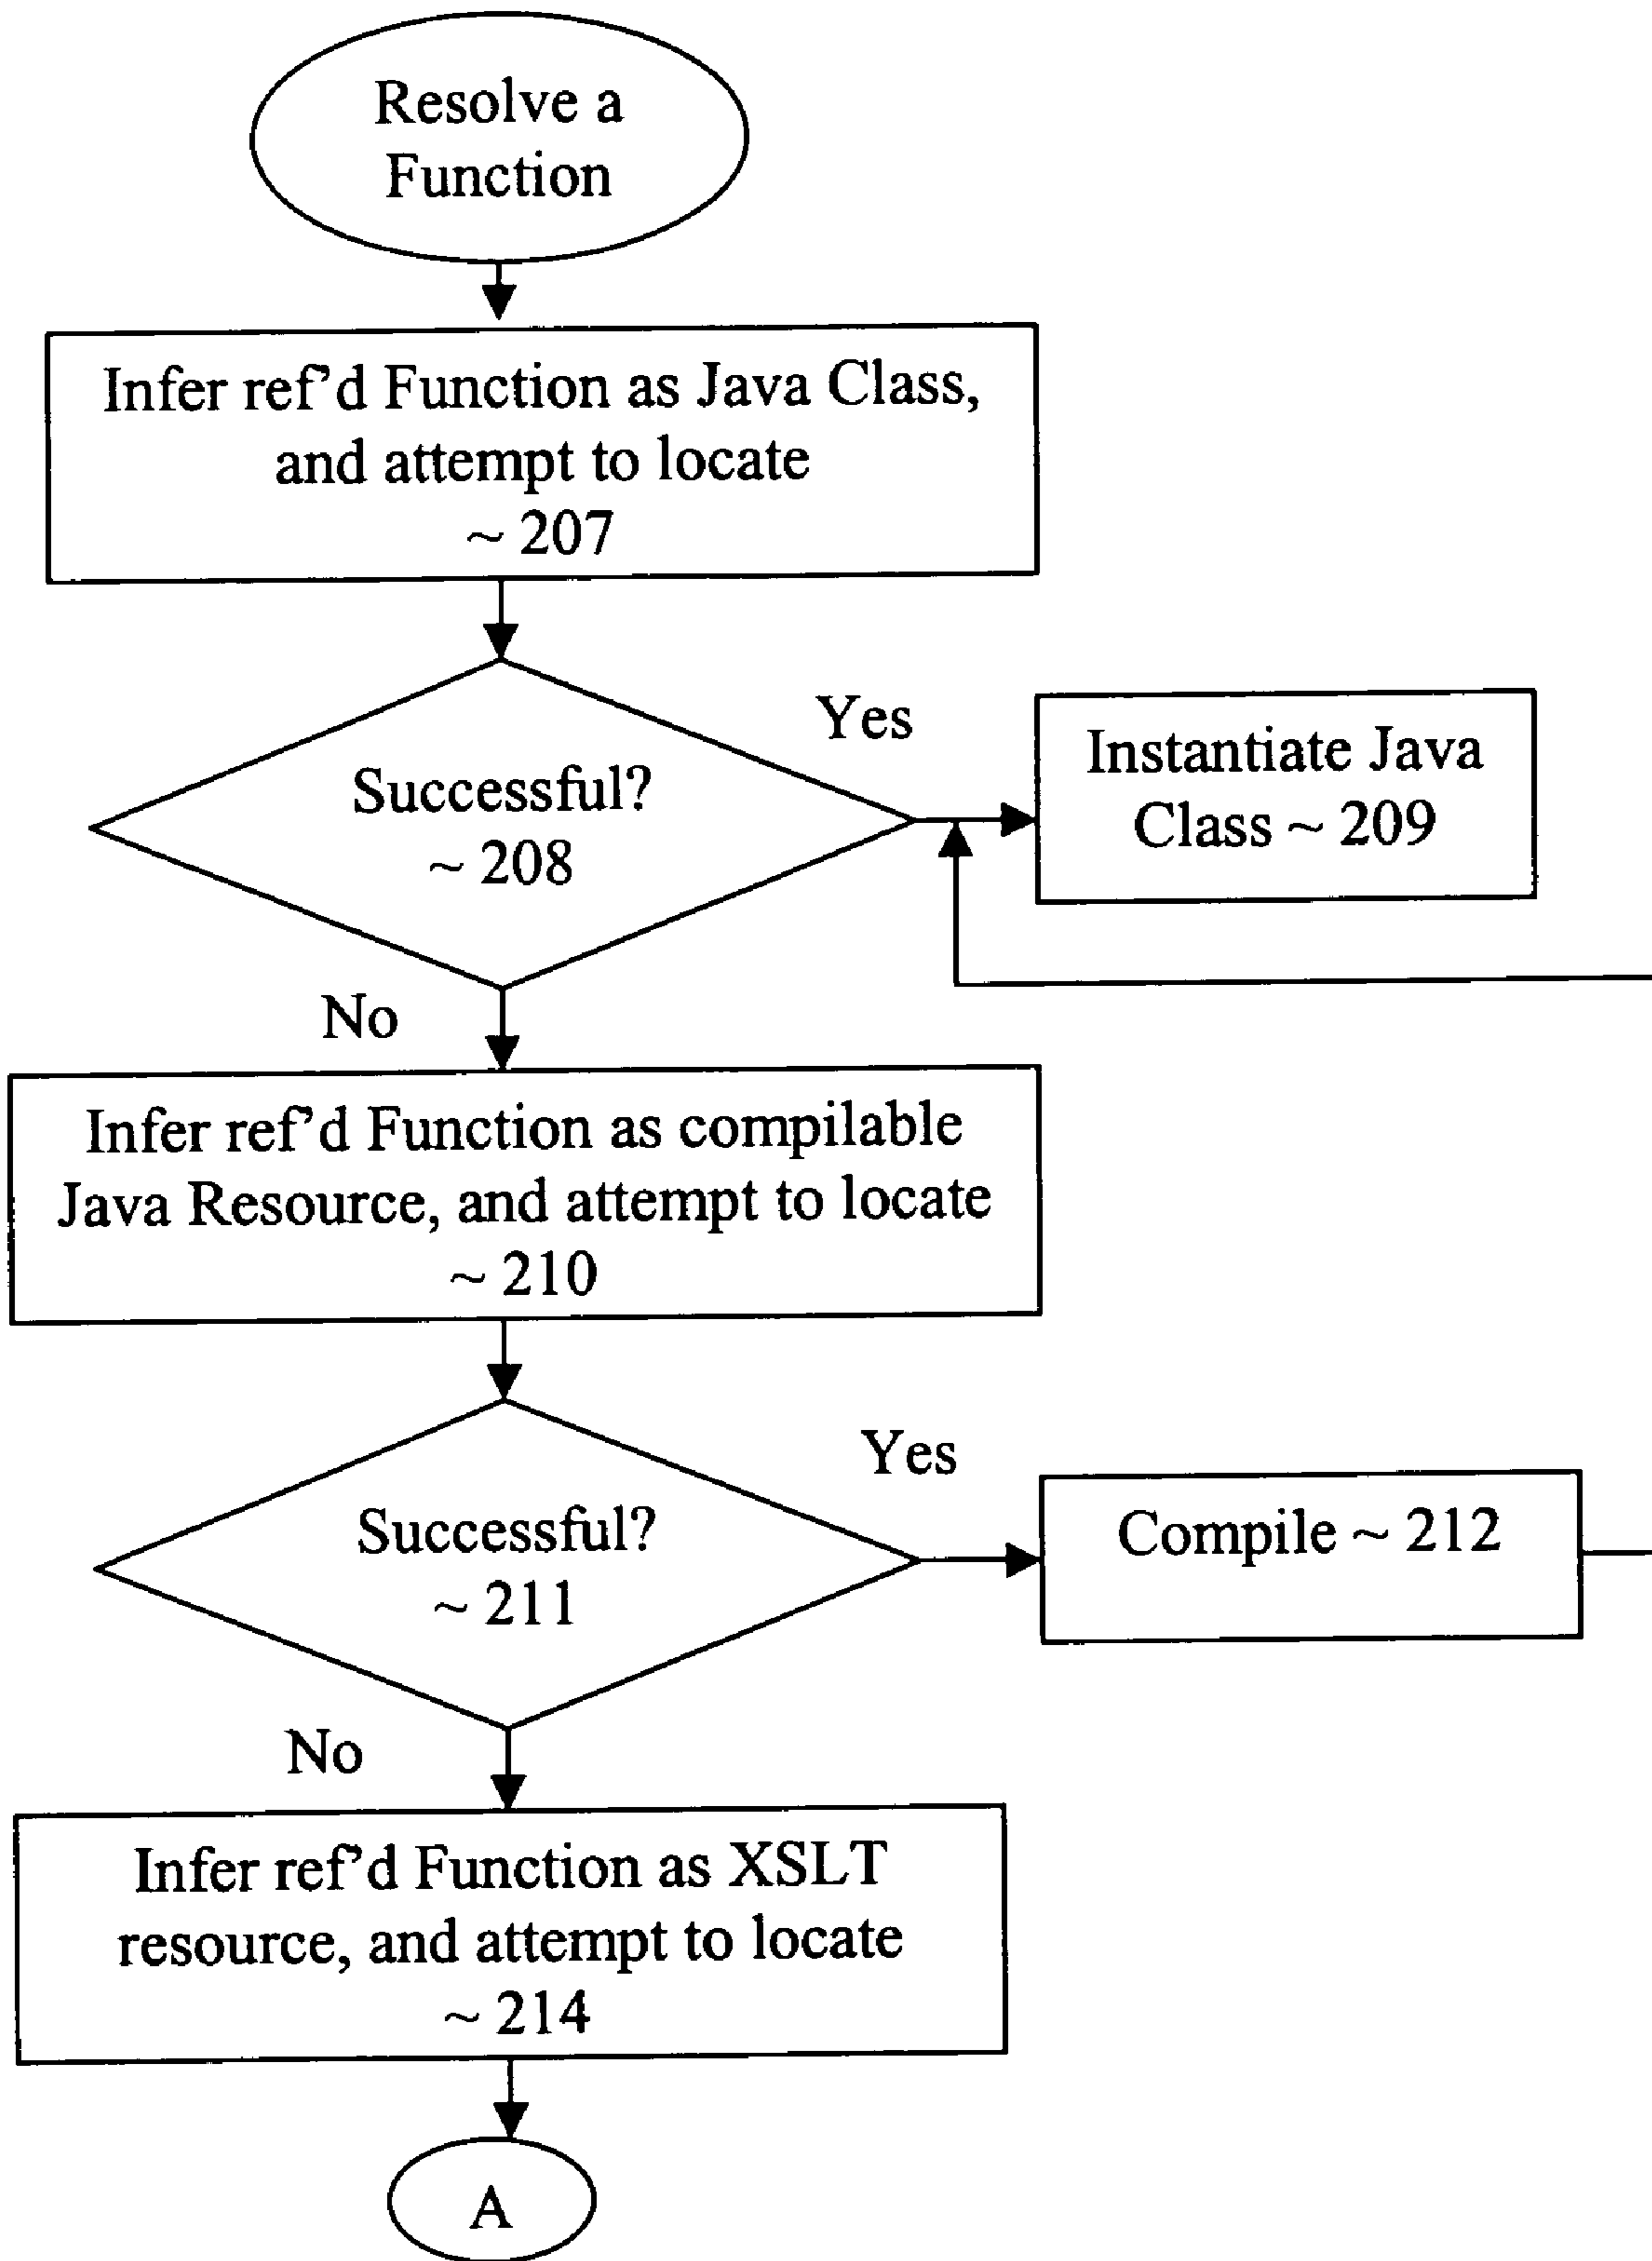 Resolve a
Function
Infer ref’d Function as Java Class,
and attempt to locate
~ 207
Successful?
~ 208
Yes
Instantiate Java
Class ~ 209
No
Infer ref’d Function as compilable
Java Resource, and attempt to locate
~ 210
Successful?
~ 211
Yes
Compile ~ 212
No
Infer ref’d Function as XSLT
resource, and attempt to locate
~ 214
A